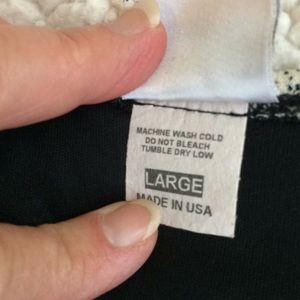 MACHINE WASH COLD
DO NOT BLEACH
TUMBLE DRY LOW
LARGE
MADE IN USA